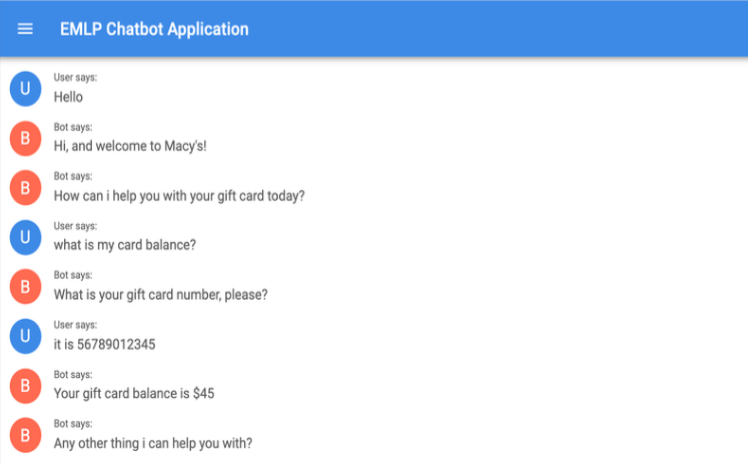 EMLP Chatbot Application
U
User says:
Hello
B
Bot says:
Hi, and welcome to Macy's!
B
Bot says:
How can i help you with your gift card today?
U
User says:
what is my card balance?
B
Bot says:
What is your gift card number, please?
U
User says:
it is 56789012345
B
Bot says:
Your gift card balance is $45
B
Bot says:
Any other thing i can help you with?